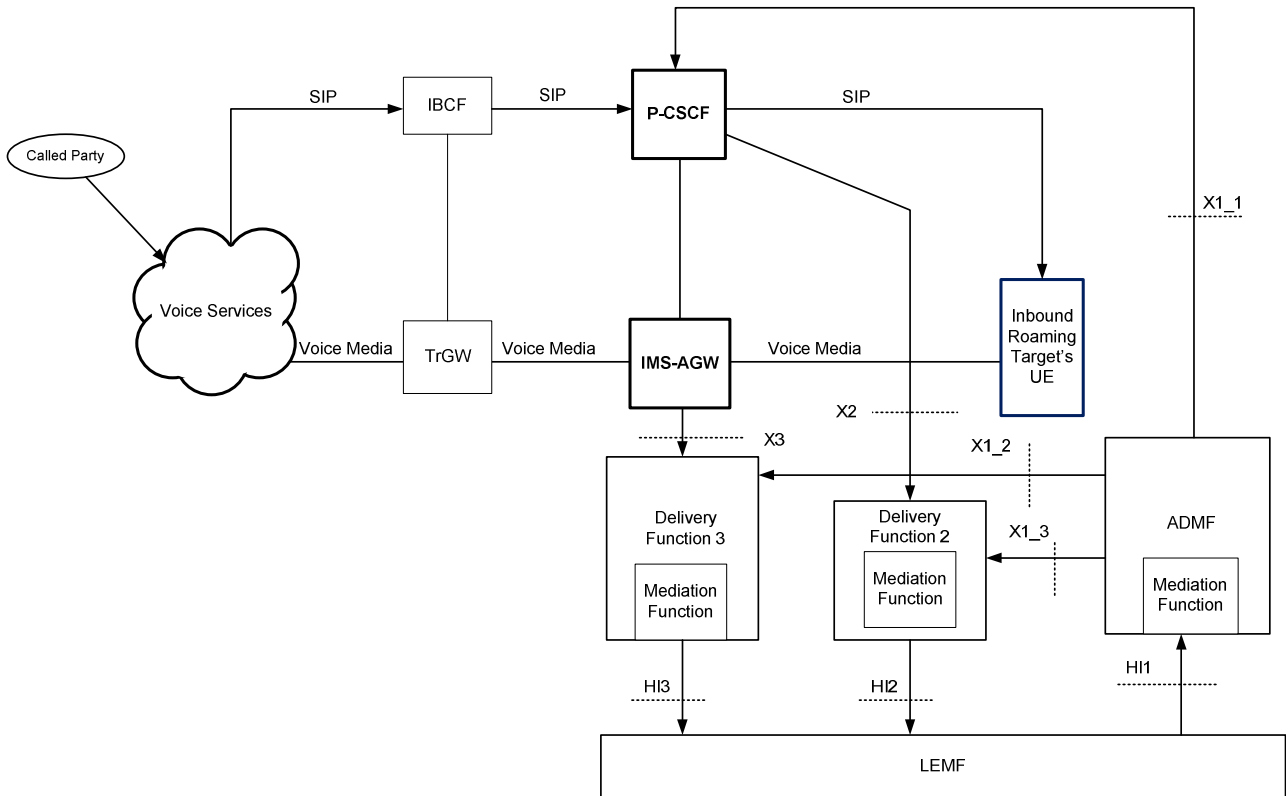 SIP
IBCF
SIP
P-CSCF
SIP
Called Party
X1_1
Voice Services
Inbound
Roaming
Target's
UE
Voice Media
TrGW
Voice Media
IMS-AGW
Voice Media
X2
X3
X1_2
Delivery
Function 3
Delivery
Function 2
X1_3
ADMF
Mediation
Function
Mediation
Function
Mediation
Function
HI3
HI2
HI1
LEMF